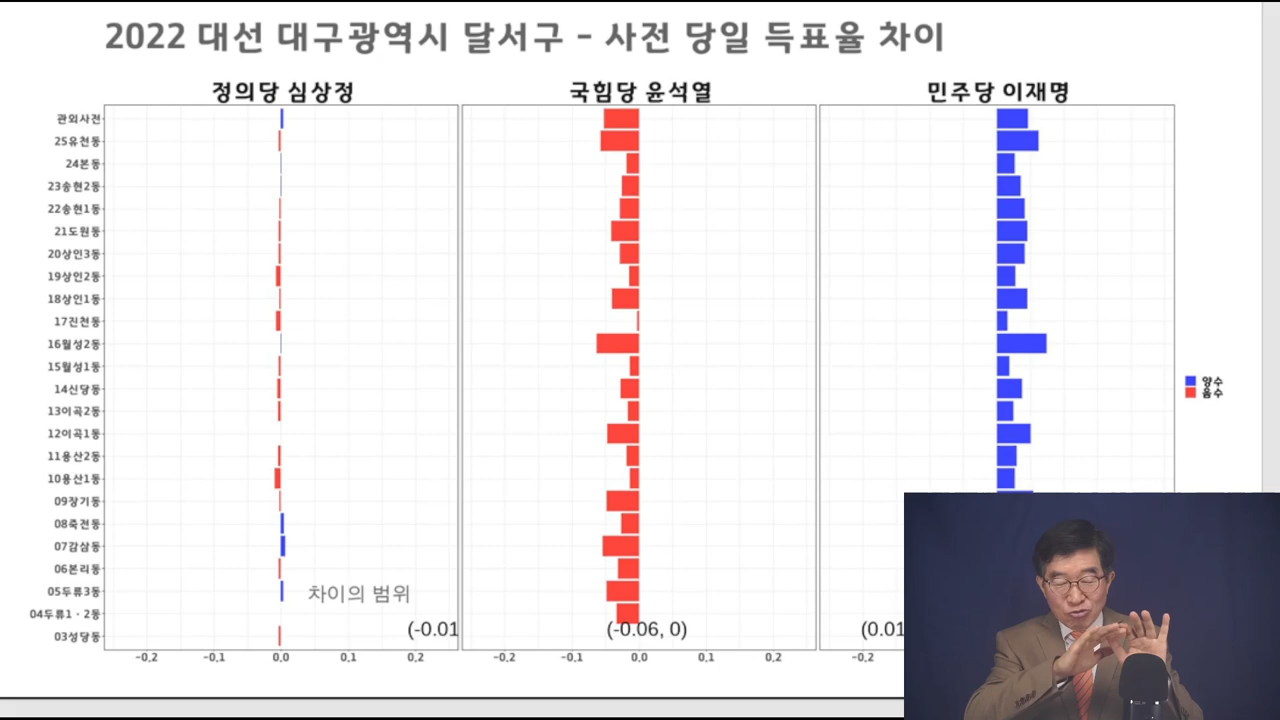 2022 대선 대구광역시 달서구 - 사전 당일 득표율 차이
정의당 심상정
국힘당 윤석열
민주당 이재명
관외사전
25유천동
24본동
23송현2동
22송현1동
21도원동
20상인3동
19상인2동
18상인1동
17진천동
16월성2동
15월성1동
14신당동
13이곡2동
12이곡1동
11용산2동
10용산1동
09장기동
08죽전동
07감삼동
06본리동
05두류3동
04두류1·2동
03성당동
양수
음수
차이의 범위
(-0.01
(-0.06, 0)
(0.01
-0.2 -0.1 0.0 0.1 0.2
-0.2 -0.1 0.0 0.1 0.2
-0.2